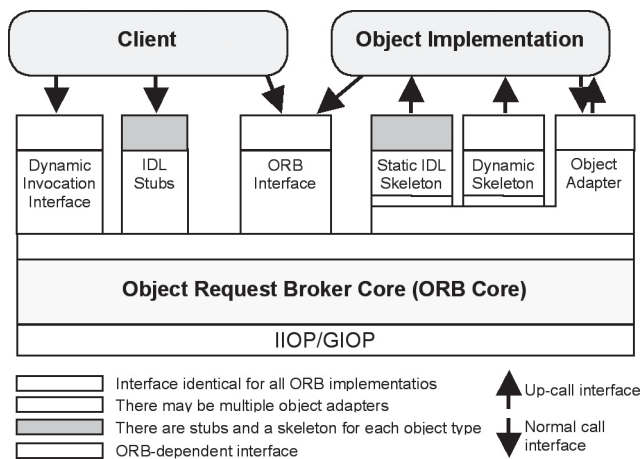 Client
Object Implementation
Dynamic
Invocation
Interface
IDL
Stubs
ORB
Interface
Static IDL
Skeleton
Dynamic
Skeleton
Object
Adapter
Object Request Broker Core (ORB Core)
IIOP/GIOP
Interface identical for all ORB implementatios
There may be multiple object adapters
There are stubs and a skeleton for each object type
ORB-dependent interface
Up-call interface
Normal call
interface